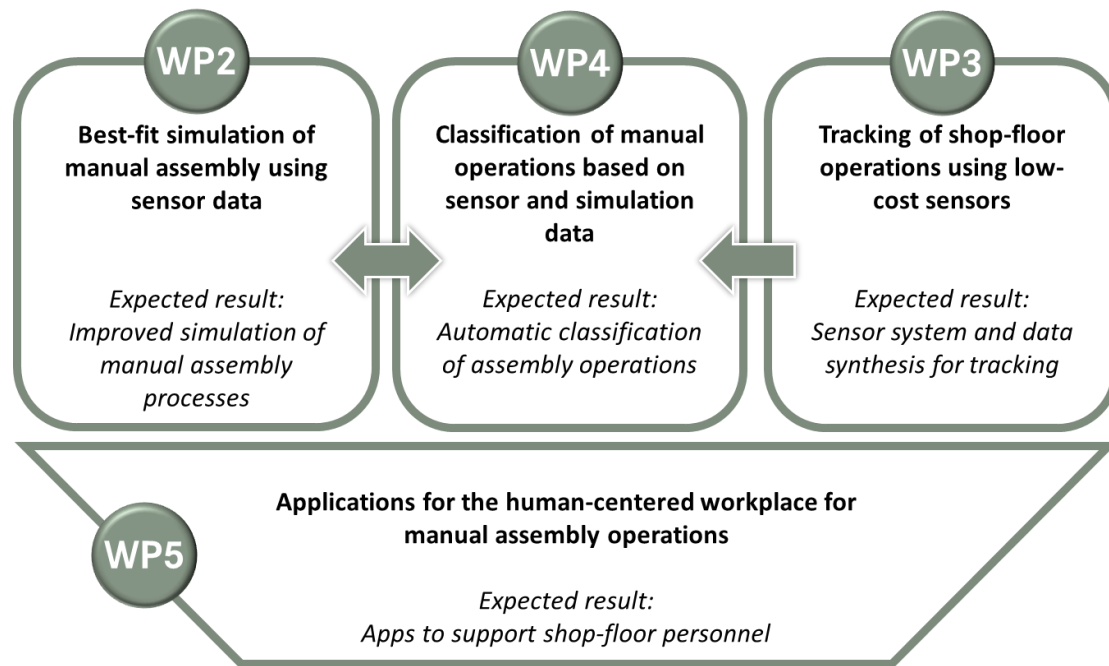 WP2
Best-fit simulation of
manual assembly using
sensor data
Expected result:
Improved simulation of
manual assembly
processes
WP4
Classification of manual
operations based on
sensor and simulation
data
Expected result:
Automatic classification
of assembly operations
WP3
Tracking of shop-floor
operations using low-
cost sensors
Expected result:
Sensor system and data
synthesis for tracking
WP5
Applications for the human-centered workplace for
manual assembly operations
Expected result:
Apps to support shop-floor personnel